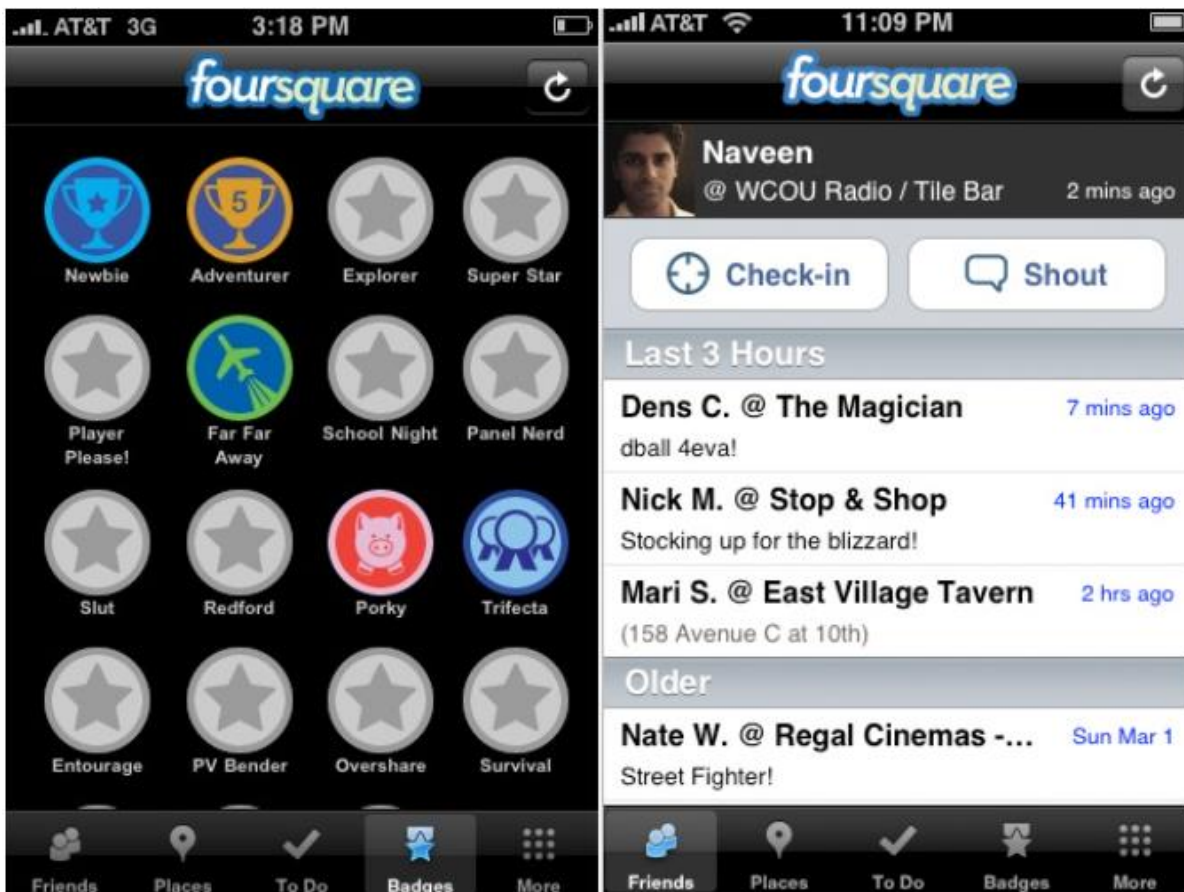 AT&T 3G 3:18 PM
foursquare
5
Newbie Adventurer Explorer Super Star
Player Please! Far Far Away School Night Panel Nerd
Slut Redford Porky Trifecta
Entourage PV Bender Overshare Survival
Friends Places To Do Badges More
AT&T 11:09 PM
foursquare
Naveen
@ WCOU Radio / Tile Bar 2 mins ago
Check-in Shout
Last 3 Hours
Dens C. @ The Magician 7 mins ago
dball 4eva!
Nick M. @ Stop & Shop 41 mins ago
Stocking up for the blizzard!
Mari S. @ East Village Tavern 2 hrs ago
(158 Avenue C at 10th)
Older
Nate W. @ Regal Cinemas -... Sun Mar 1
Street Fighter!
Friends Places To Do Badges More